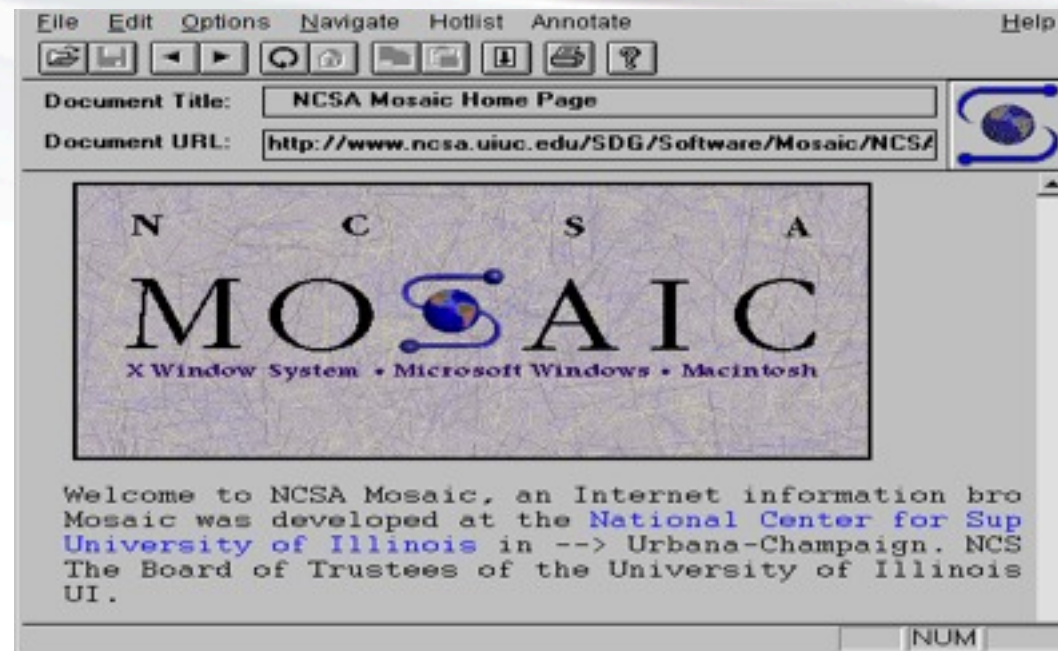 File Edit Options Navigate Hotlist Annotate Help
Document Title: NCSA Mosaic Home Page
Document URL: http://www.ncsa.uiuc.edu/SDG/Software/Mosaic/NCSA
N C S A
MOSAIC
X Window System • Microsoft Windows • Macintosh
Welcome to NCSA Mosaic, an Internet information bro
Mosaic was developed at the National Center for Sup
University of Illinois in --> Urbana-Champaign. NCS
The Board of Trustees of the University of Illinois
UI.
NUM